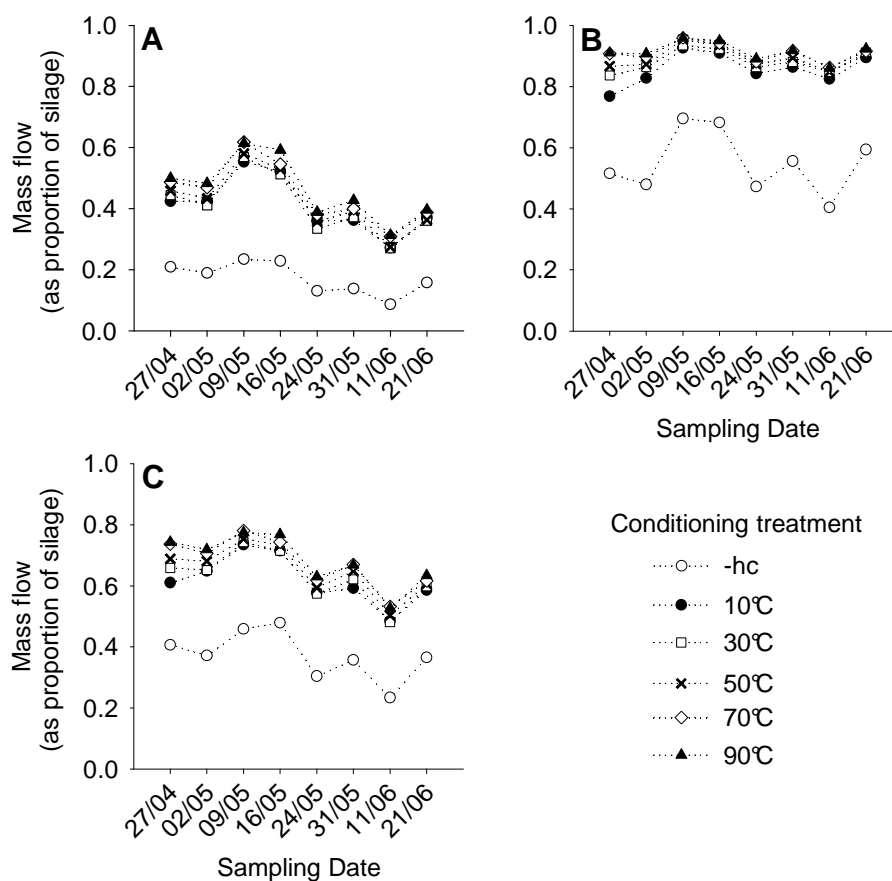 A
1.0
0.8
0.6
0.4
0.2
0.0
Mass flow
(as proportion of silage)
27/04
02/05
09/05
16/05
24/05
31/05
11/06
21/06
B
1.0
0.8
0.6
0.4
0.2
0.0
27/04
02/05
09/05
16/05
24/05
31/05
11/06
21/06
Sampling Date
C
1.0
0.8
0.6
0.4
0.2
0.0
Mass flow
(as proportion of silage)
27/04
02/05
09/05
16/05
24/05
31/05
11/06
21/06
Sampling Date
Conditioning treatment
-hc
10°C
30°C
50°C
70°C
90°C